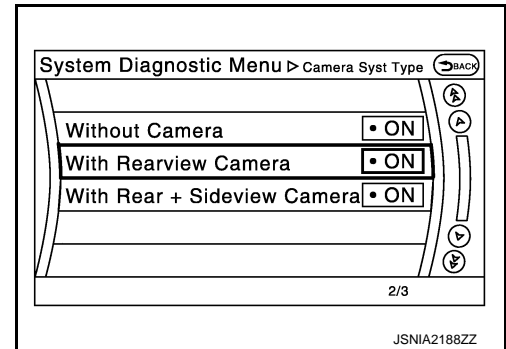 System Diagnostic Menu ▷ Camera Syst Type BACK
Without Camera • ON
With Rearview Camera • ON
With Rear + Sideview Camera • ON
2/3
JSNIA2188ZZ